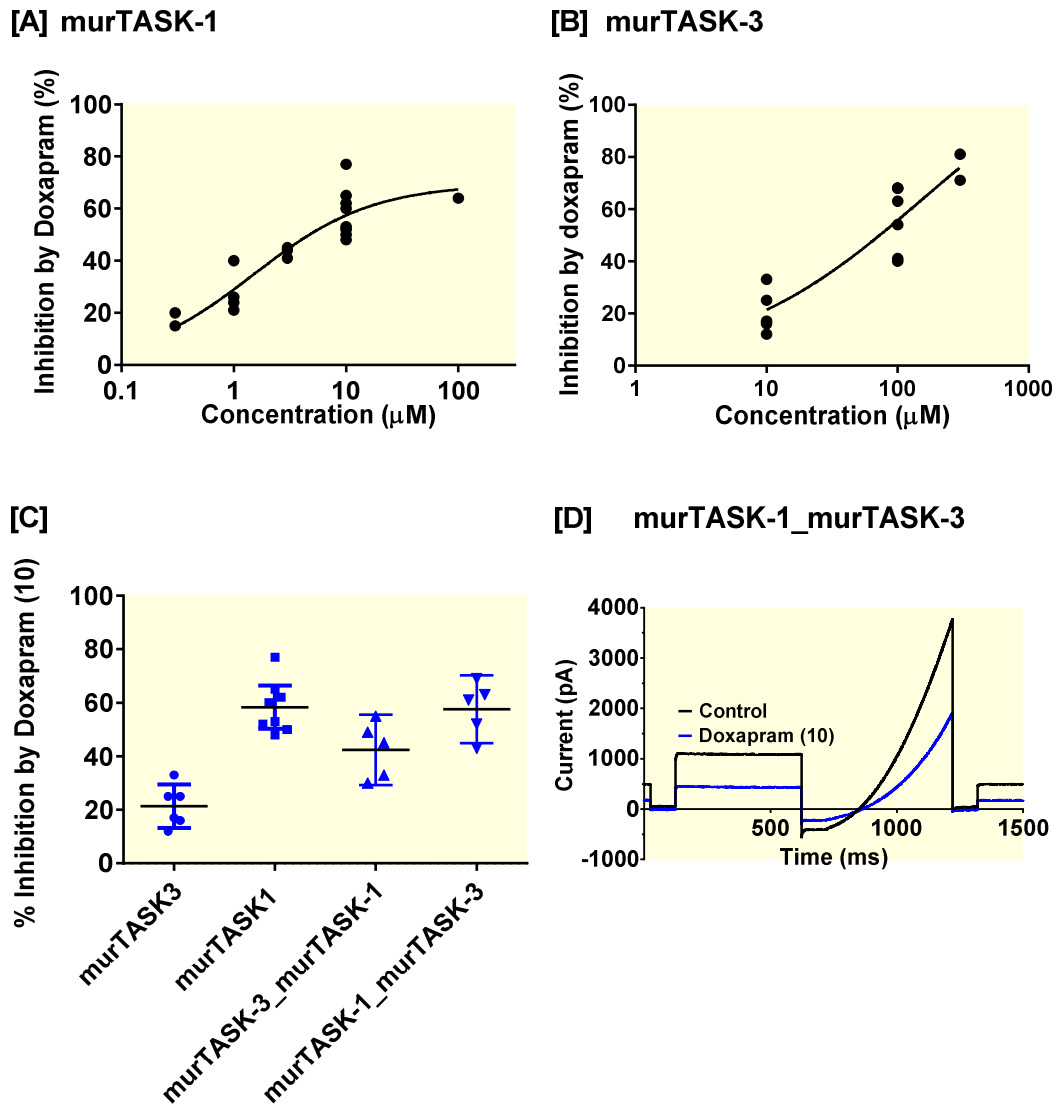 [A] murTASK-1
Inhibition by Doxapram (%)
100
80
60
40
20
0
0.1 1 10 100
Concentration (μM)
[B] murTASK-3
Inhibition by doxapram (%)
100
80
60
40
20
0
1 10 100 1000
Concentration (μM)
[C]
% Inhibition by Doxapram (10)
100
80
60
40
20
0
murTASK3
murTASK1
murTASK-3_murTASK-1
murTASK-1_murTASK-3
[D] murTASK-1_murTASK-3
Current (pA)
4000
3000
2000
1000
0
-1000
Control
Doxapram (10)
500 1000 1500
Time (ms)